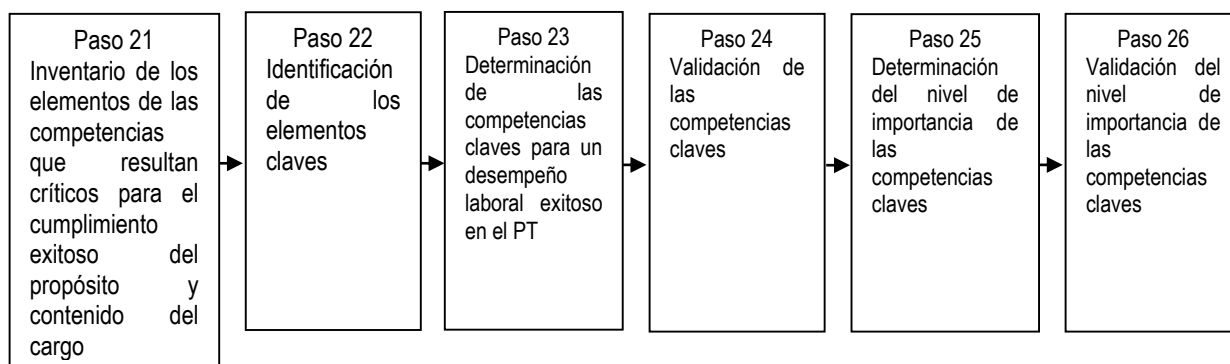 Paso 21
Inventario de los
elementos de las
competencias
que resultan
críticos para el
cumplimiento
exitoso del
propósito y
contenido del
cargo
Paso 22
Identificación
de los
elementos
claves
Paso 23
Determinación
de las
competencias
claves para un
desempeño
laboral exitoso
en el PT
Paso 24
Validación de
las
competencias
claves
Paso 25
Determinación
del nivel de
importancia de
las
competencias
claves
Paso 26
Validación del
nivel de
importancia de
las
competencias
claves